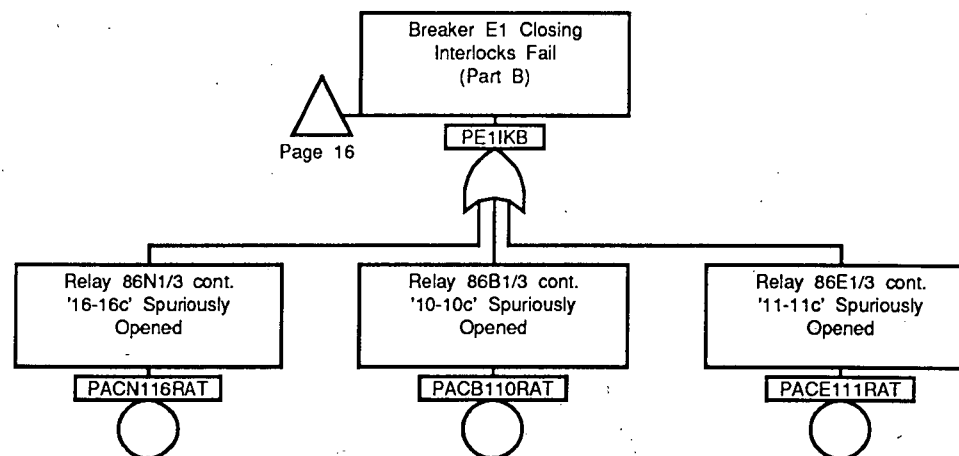 Breaker E1 Closing
Interlocks Fail
(Part B)
Page 16
PE1IKB
Relay 86N1/3 cont.
'16-16c' Spuriously
Opened
Relay 86B1/3 cont.
'10-10c' Spuriously
Opened
Relay 86E1/3 cont.
'11-11c' Spuriously
Opened
PACN116RAT
PACB110RAT
PACE111RAT